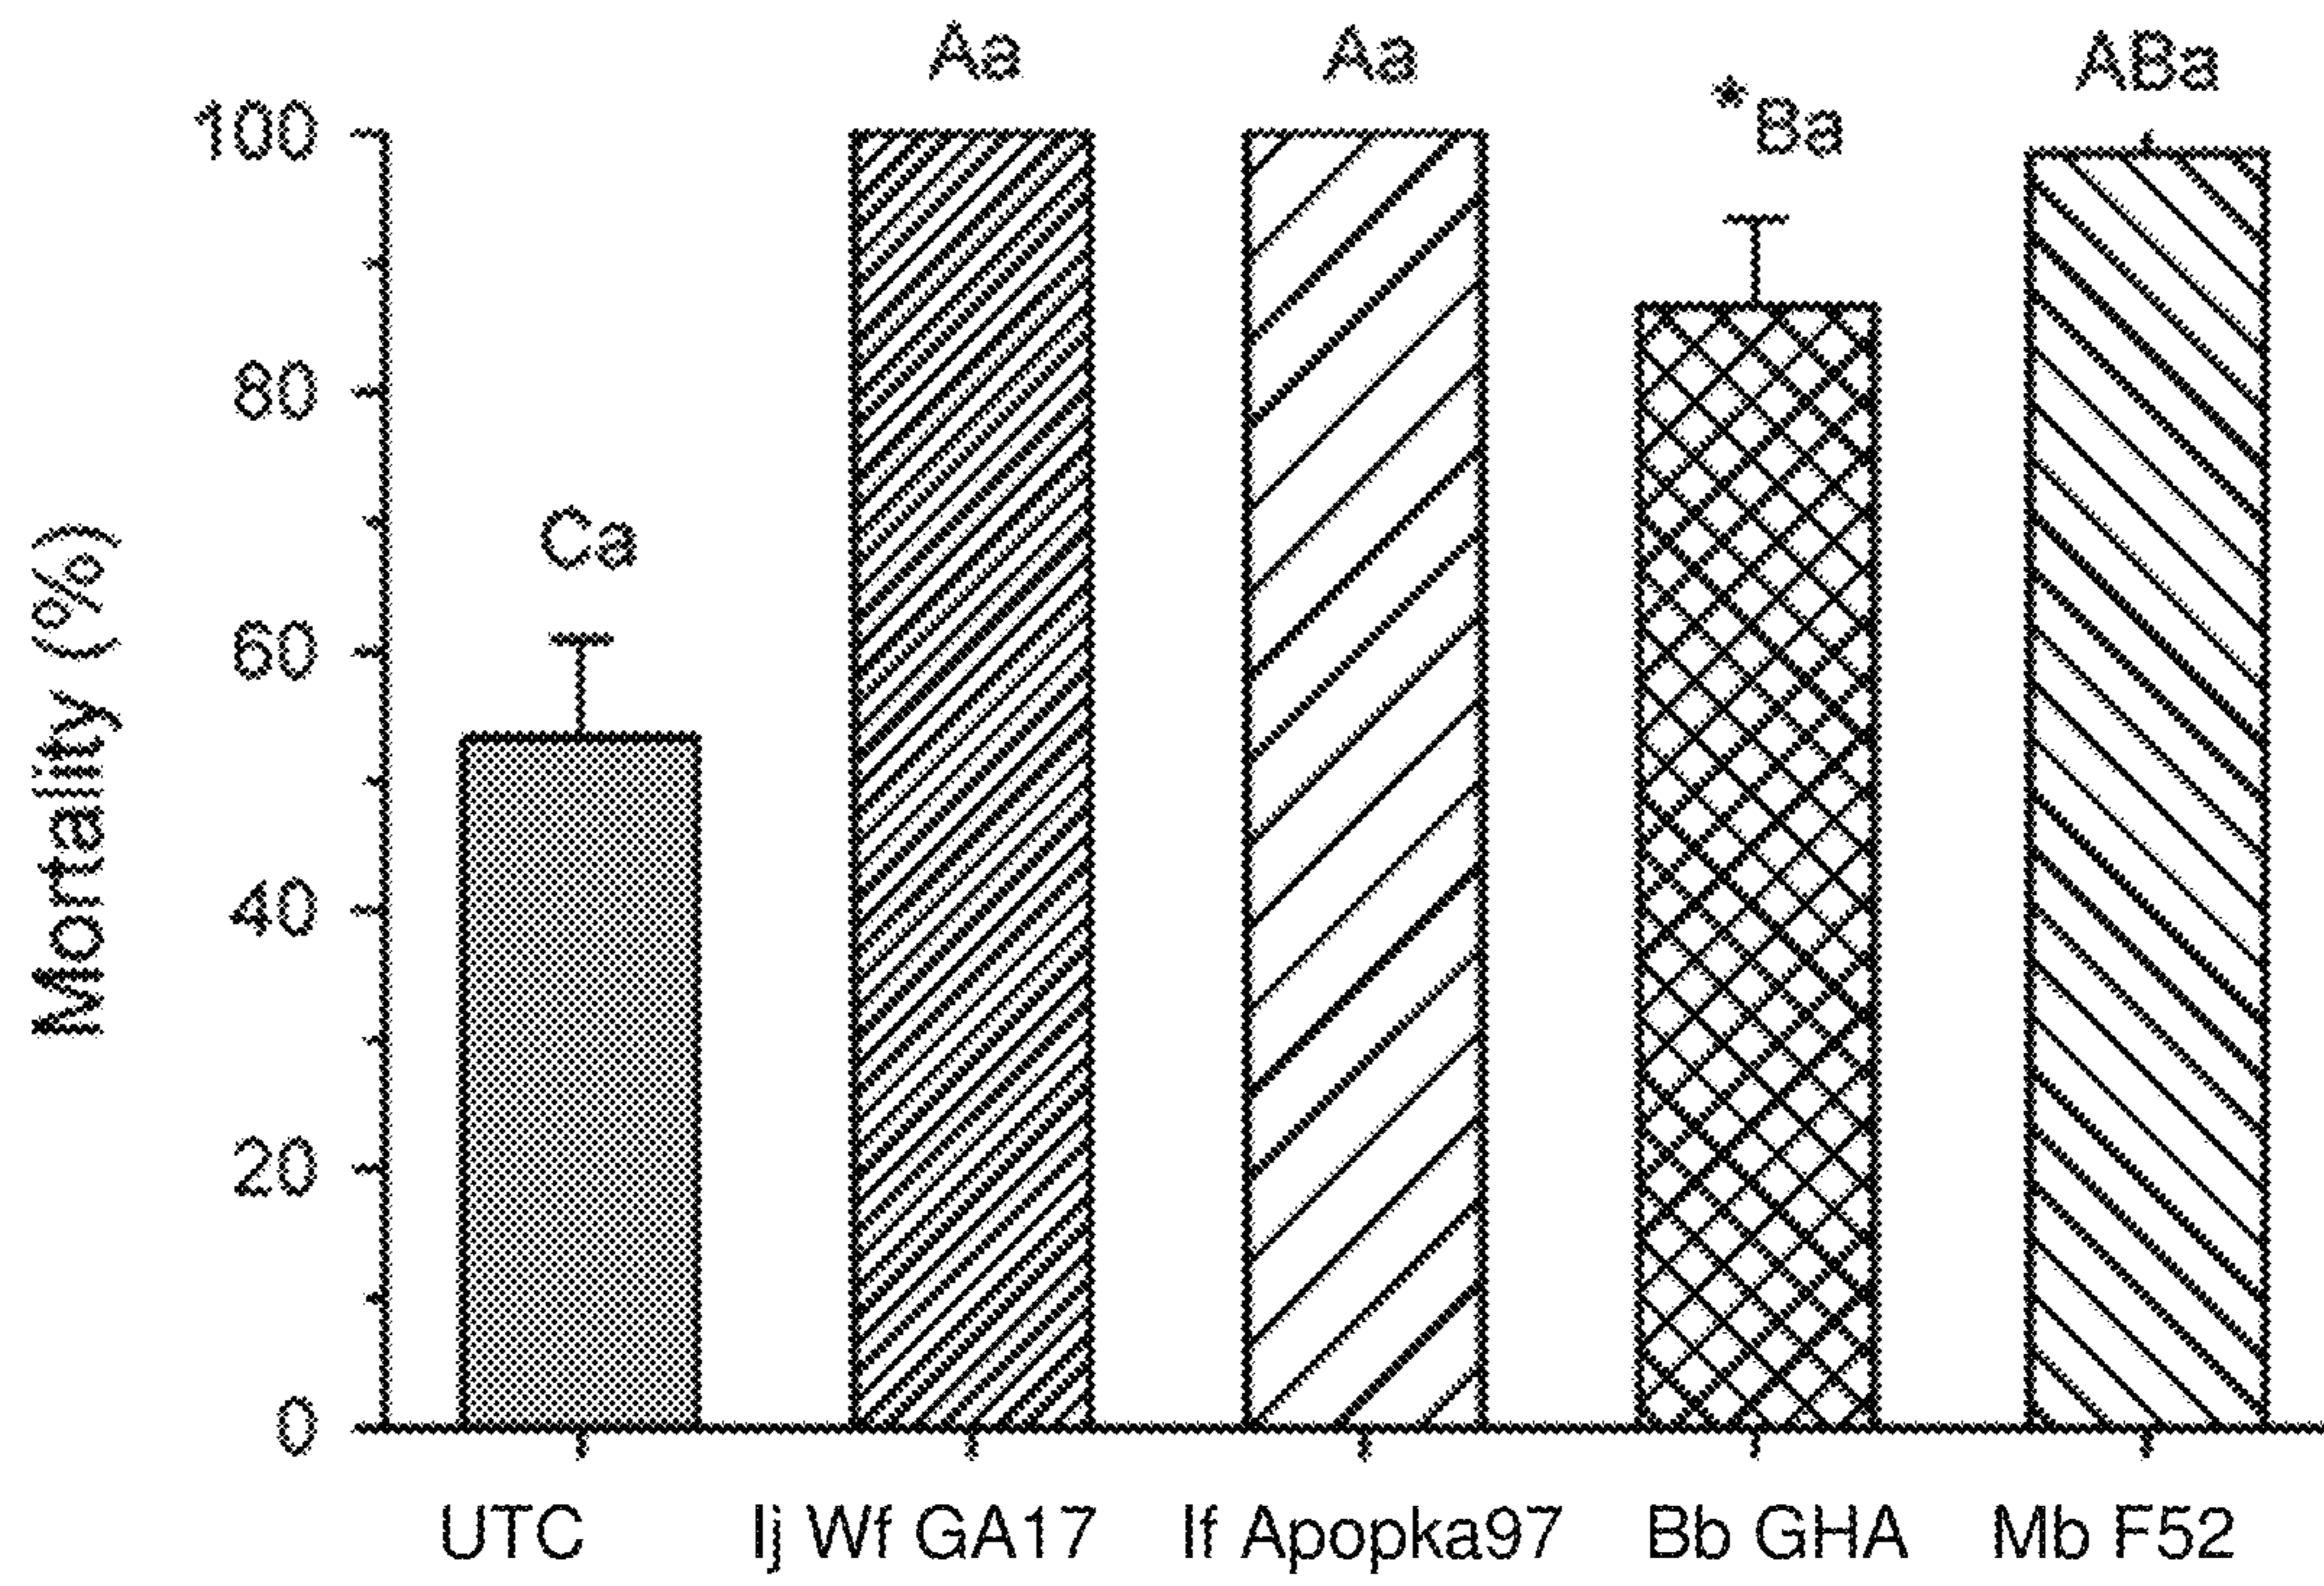 Aa Aa *Ba ABa
100
80
Ca
60
40
20
0
Mortality (%)
UTC Ij Wf GA17 If Apopka97 Bb GHA Mb F52